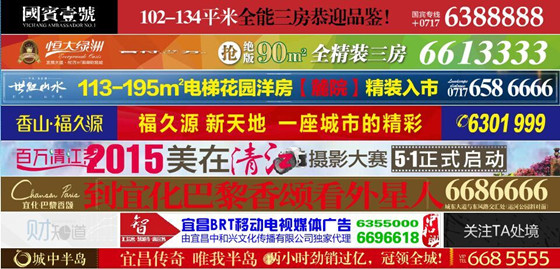 國賓壹號
YICHANG AMBASSADOR NO.1
102-134平米 全能三房恭迎品鉴!
国宾专线
+0717
6388888
恒大绿洲
抢 绝版 90m² 全精装三房
6613333
世纪山水
113-195m²电梯花园洋房【麓院】精装入市
0717 658 6666
香山·福久源
福久源 新天地 一座城市的精彩
6301 999
百万清江
2015美在清江 摄影大赛 5·1正式启动
Chanson Paris
宜化·巴黎香颂
到宜化巴黎香颂看外星人
6686666
财知道
智
宜昌BRT移动电视媒体广告
由宜昌中和兴文化传播有限公司独家代理
6355000
6696618
关注TA处境
城中半岛
宜昌传奇 唯我半岛 两小时劲销过亿,冠领全城!
668 5555